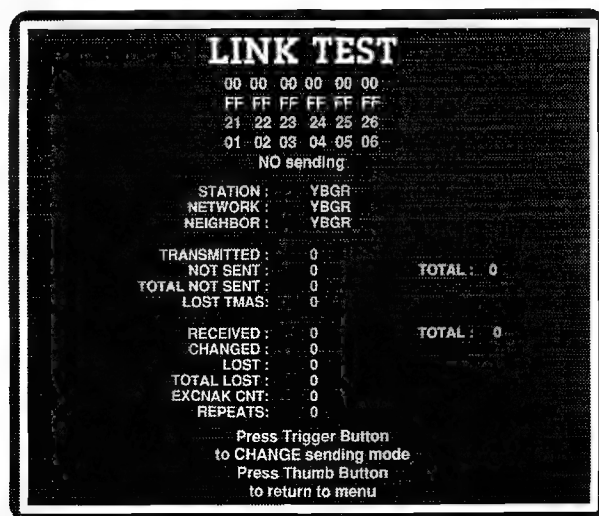 LINK TEST
00 00 00 00 00 00
FF FF FF FF FF FF
21 22 23 24 25 26
01 02 03 04 05 06
NO sending
STATION : YBGR
NETWORK : YBGR
NEIGHBOR : YBGR
TRANSMITTED : 0
NOT SENT : 0 TOTAL : 0
TOTAL NOT SENT : 0
LOST TMAS: 0
RECEIVED : 0 TOTAL : 0
CHANGED : 0
LOST : 0
TOTAL LOST : 0
EXCNAK CNT: 0
REPEATS: 0
Press Trigger Button
to CHANGE sending mode
Press Thumb Button
to return to menu